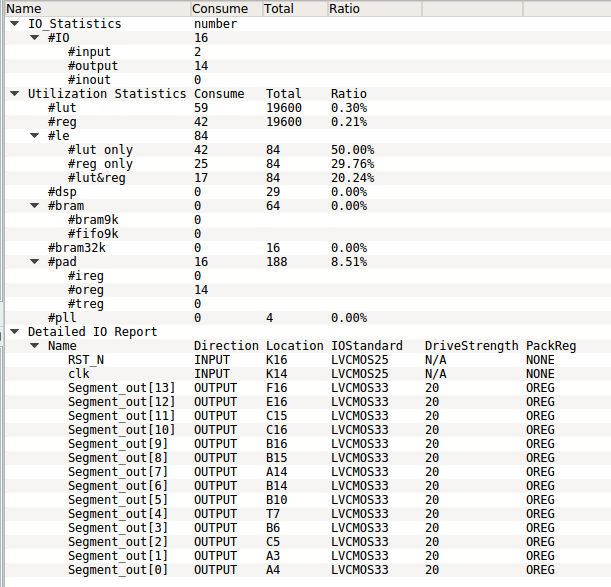 Name Consume Total Ratio
IO_Statistics number
#IO 16
#input 2
#output 14
#inout 0
Utilization Statistics Consume Total Ratio
#lut 59 19600 0.30%
#reg 42 19600 0.21%
#le 84
#lut only 42 84 50.00%
#reg only 25 84 29.76%
#lut&reg 17 84 20.24%
#dsp 0 29 0.00%
#bram 0 64 0.00%
#bram9k 0
#fifo9k 0
#bram32k 0 16 0.00%
#pad 16 188 8.51%
#ireg 0
#oreg 14
#treg 0
#pll 0 4 0.00%
Detailed IO Report
Name Direction Location IOStandard DriveStrength PackReg
RST_N INPUT K16 LVCMOS25 N/A NONE
clk INPUT K14 LVCMOS25 N/A NONE
Segment_out[13] OUTPUT F16 LVCMOS33 20 OREG
Segment_out[12] OUTPUT E16 LVCMOS33 20 OREG
Segment_out[11] OUTPUT C15 LVCMOS33 20 OREG
Segment_out[10] OUTPUT C16 LVCMOS33 20 OREG
Segment_out[9] OUTPUT B16 LVCMOS33 20 OREG
Segment_out[8] OUTPUT B15 LVCMOS33 20 OREG
Segment_out[7] OUTPUT A14 LVCMOS33 20 OREG
Segment_out[6] OUTPUT B14 LVCMOS33 20 OREG
Segment_out[5] OUTPUT B10 LVCMOS33 20 OREG
Segment_out[4] OUTPUT T7 LVCMOS33 20 OREG
Segment_out[3] OUTPUT B6 LVCMOS33 20 OREG
Segment_out[2] OUTPUT C5 LVCMOS33 20 OREG
Segment_out[1] OUTPUT A3 LVCMOS33 20 OREG
Segment_out[0] OUTPUT A4 LVCMOS33 20 OREG